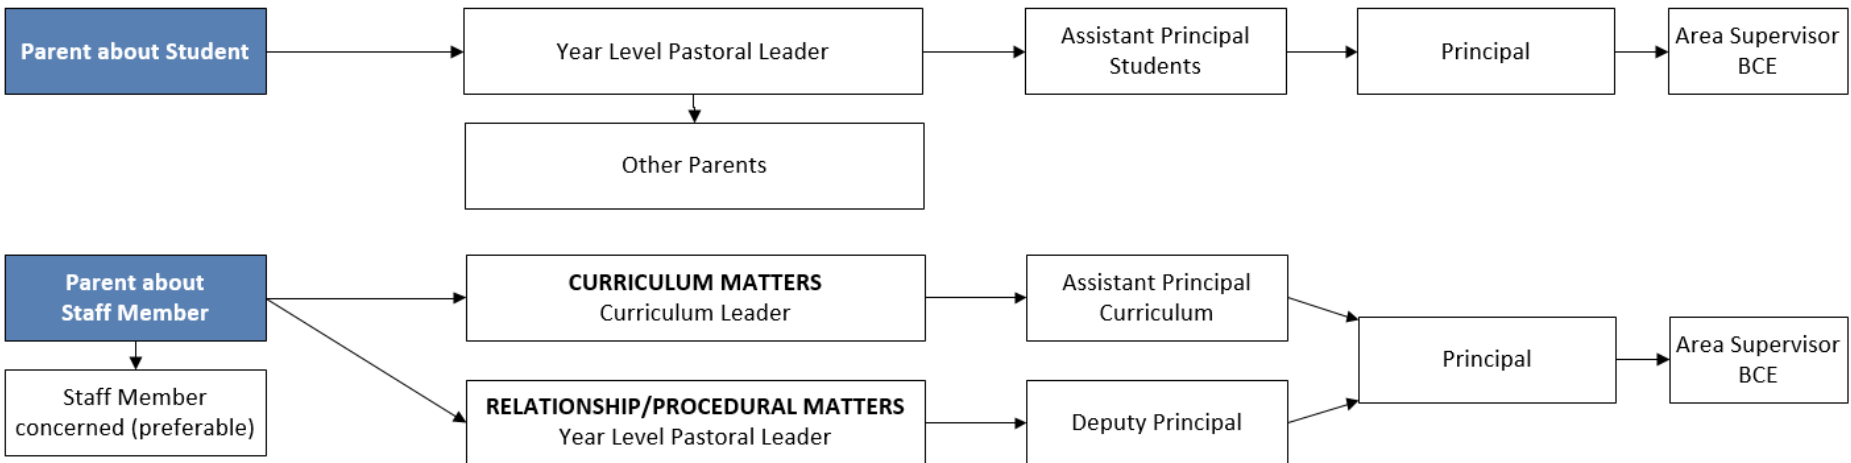 Parent about Student
Year Level Pastoral Leader
Assistant Principal
Students
Principal
Area Supervisor
BCE
Other Parents
Parent about
Staff Member
CURRICULUM MATTERS
Curriculum Leader
Assistant Principal
Curriculum
Principal
Area Supervisor
BCE
Staff Member
concerned (preferable)
RELATIONSHIP/PROCEDURAL MATTERS
Year Level Pastoral Leader
Deputy Principal